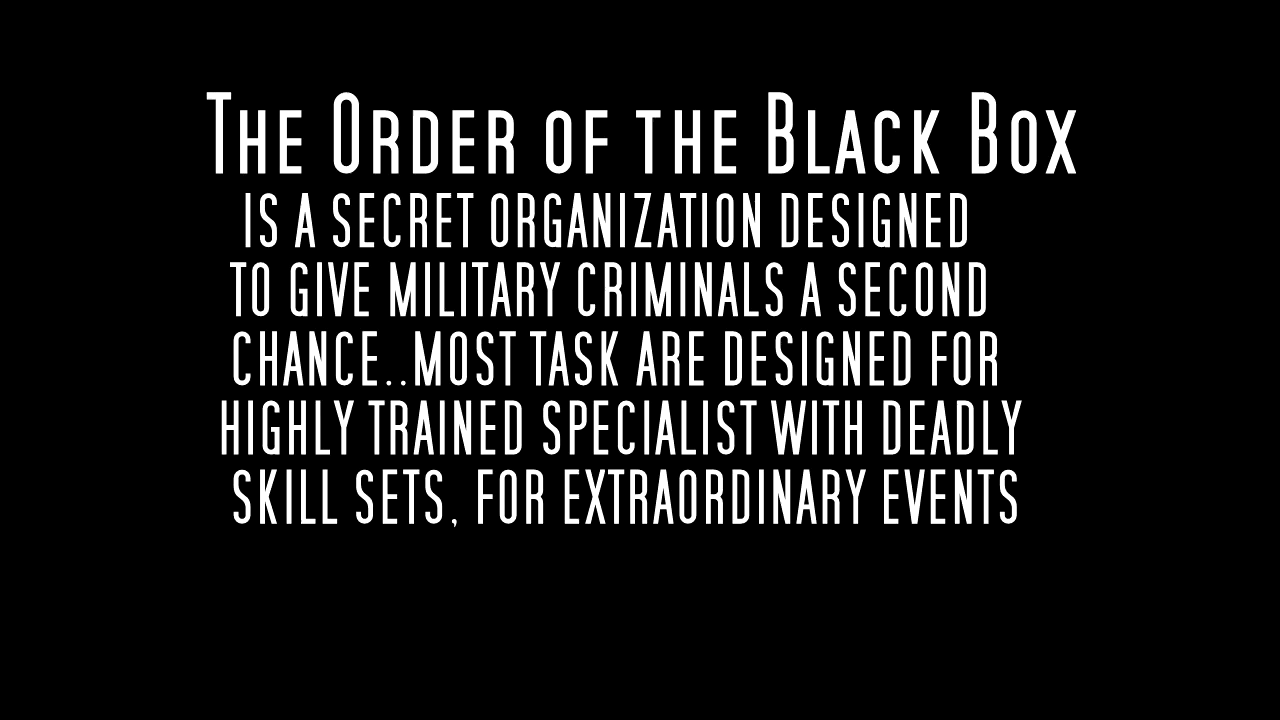 The Order of the Black Box
IS A SECRET ORGANIZATION DESIGNED
TO GIVE MILITARY CRIMINALS A SECOND
CHANCE..MOST TASK ARE DESIGNED FOR
HIGHLY TRAINED SPECIALIST WITH DEADLY
SKILL SETS, FOR EXTRAORDINARY EVENTS